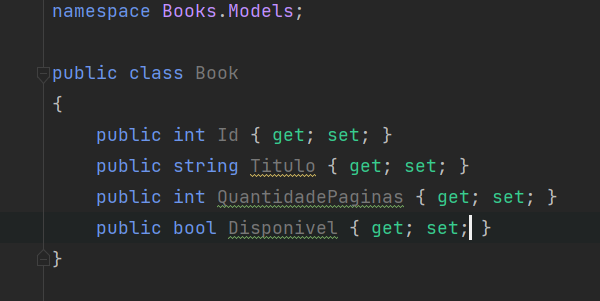 namespace Books.Models;
public class Book
{
public int Id { get; set; }
public string Titulo { get; set; }
public int QuantidadePaginas { get; set; }
public bool Disponivel { get; set; }
}